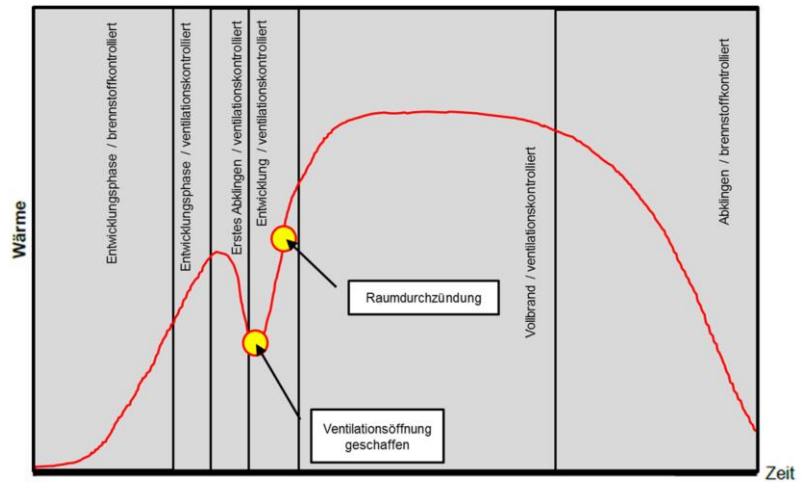 Wärme
Entwicklungsphase / brennstoffkontrolliert
Entwicklungsphase / ventilationskontrolliert
Erstes Abklingen / ventilationskontrolliert
Entwicklung / ventilationskontrolliert
Vollbrand / ventilationskontrolliert
Abklingen / brennstoffkontrolliert
Raumdurchzündung
Ventilationsöffnung
geschaffen
Zeit